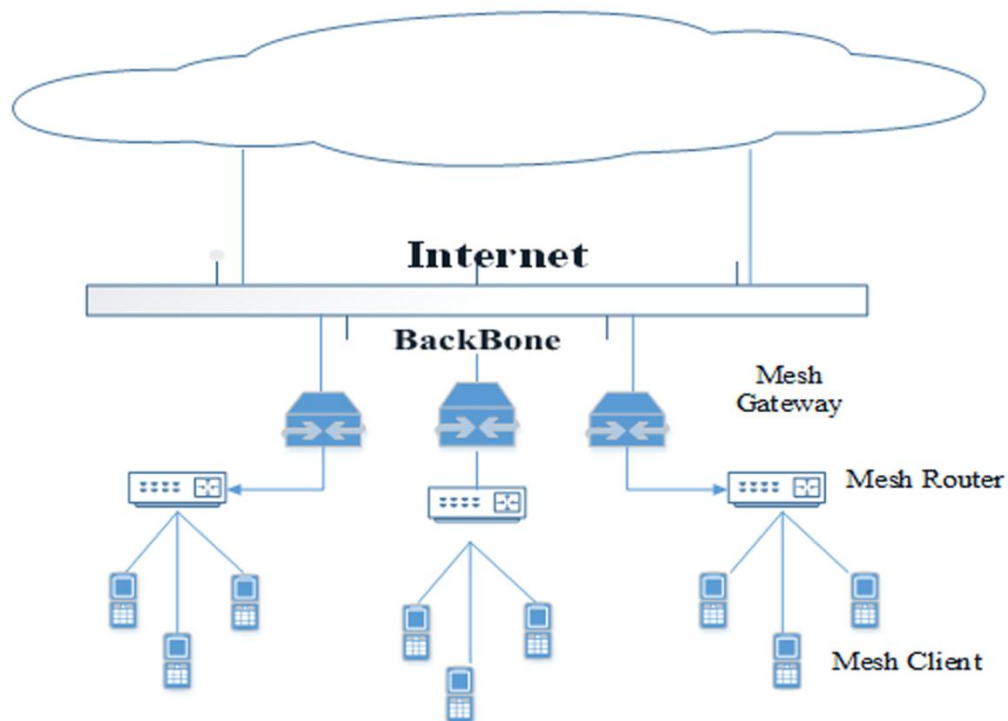 Internet
BackBone
Mesh
Gateway
Mesh Router
Mesh Client